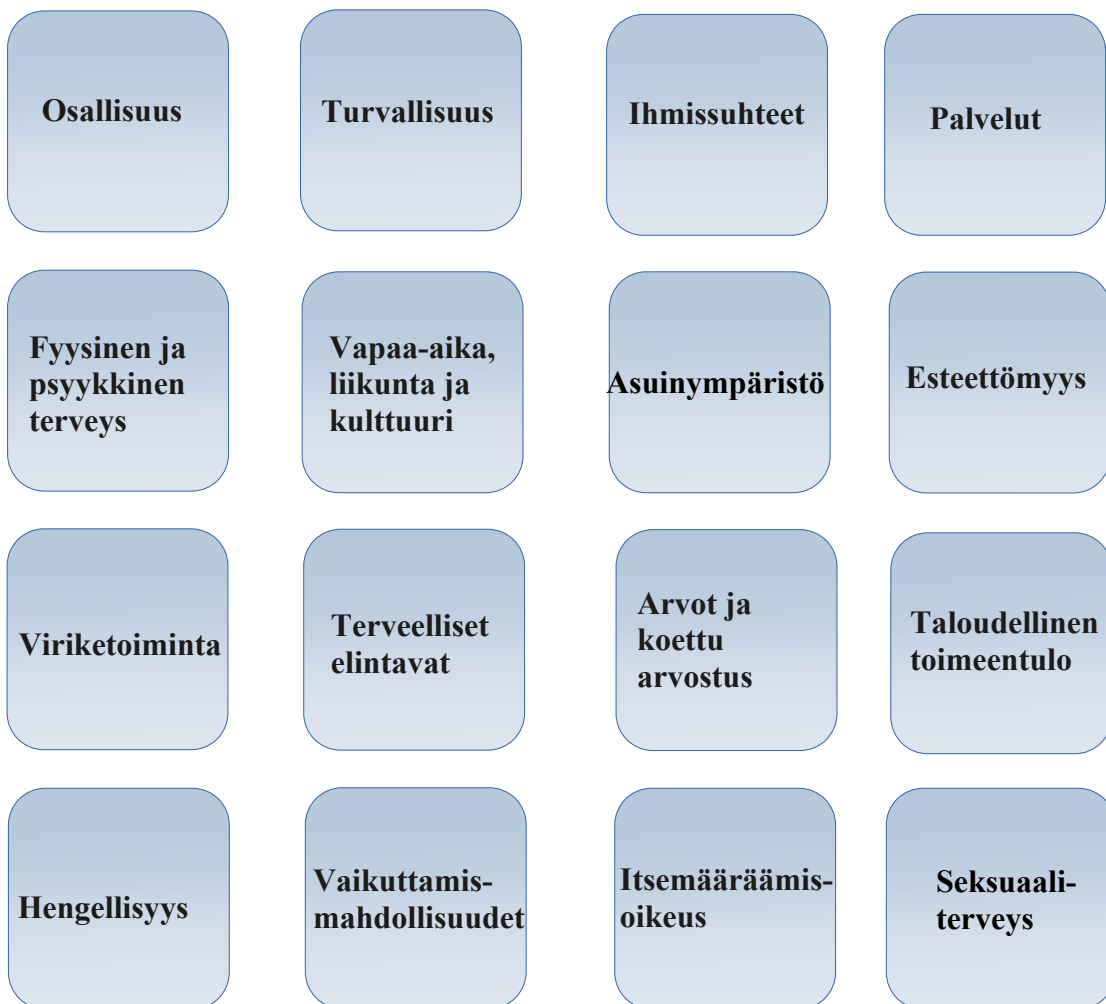 Osallisuus
Turvallisuus
Ihmissuhteet
Palvelut
Fyysinen ja
psyykkinen
terveys
Vapaa-aika,
liikunta ja
kulttuuri
Asuinympäristö
Esteettömyys
Viriketoiminta
Terveelliset
elintavat
Arvot ja
koettu
arvostus
Taloudellinen
toimeentulo
Hengellisyys
Vaikuttamis-
mahdollisuudet
Itsemääräämis-
oikeus
Seksuaali-
terveys